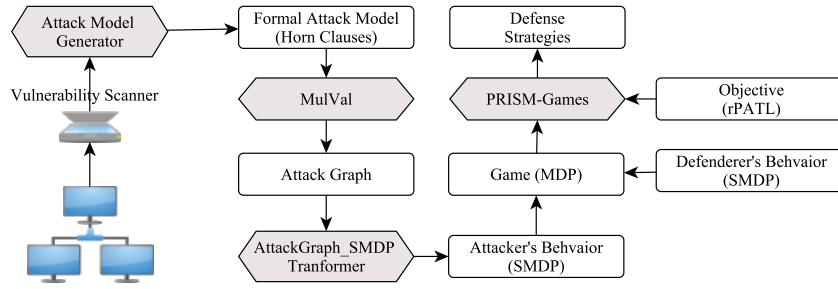 Attack Model
Generator
Vulnerability Scanner
Formal Attack Model
(Horn Clauses)
MulVal
Attack Graph
AttackGraph_SMDP
Tranformer
Defense
Strategies
PRISM-Games
Game (MDP)
Attacker's Behvaior
(SMDP)
Objective
(rPATL)
Defenderer's Behvaior
(SMDP)